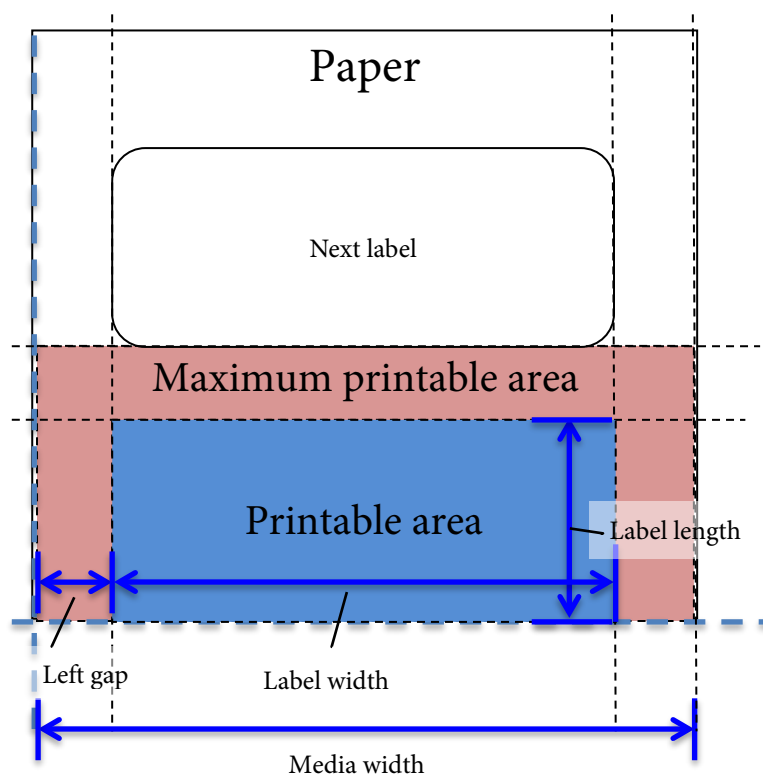 Paper
Next label
Maximum printable area
Printable area
Label length
Left gap
Label width
Media width